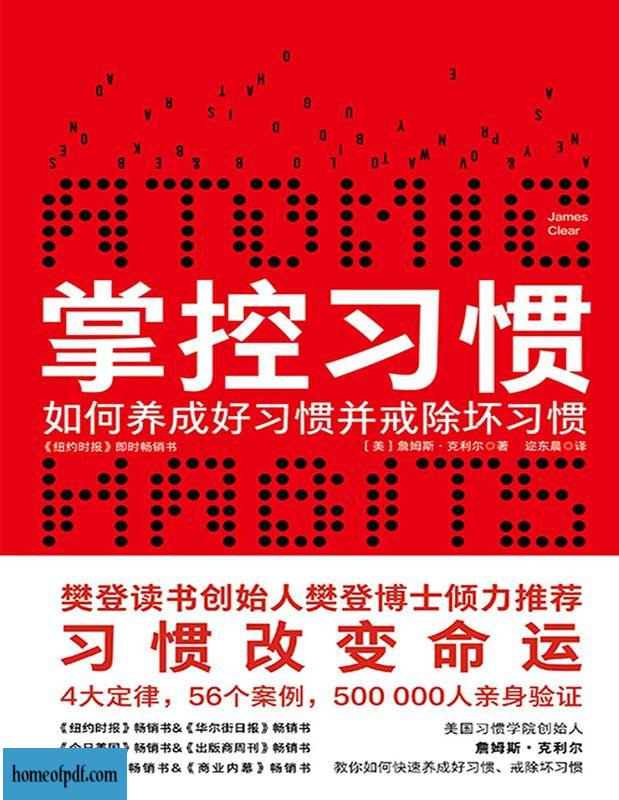 ATOMIC
James
Clear
掌控习惯
如何养成好习惯并戒除坏习惯
《纽约时报》即时畅销书
[美]詹姆斯·克利尔◎著 迩东晨◎译
HABITS
樊登读书创始人樊登博士倾力推荐
习惯改变命运
4大定律，56个案例，500 000人亲身验证
《纽约时报》畅销书&《华尔街日报》畅销书
《今日美国》畅销书&《出版商周刊》畅销书
畅销书&《商业内幕》畅销书
美国习惯学院创始人
詹姆斯·克利尔
教你如何快速养成好习惯、戒除坏习惯
homeofpdf.com